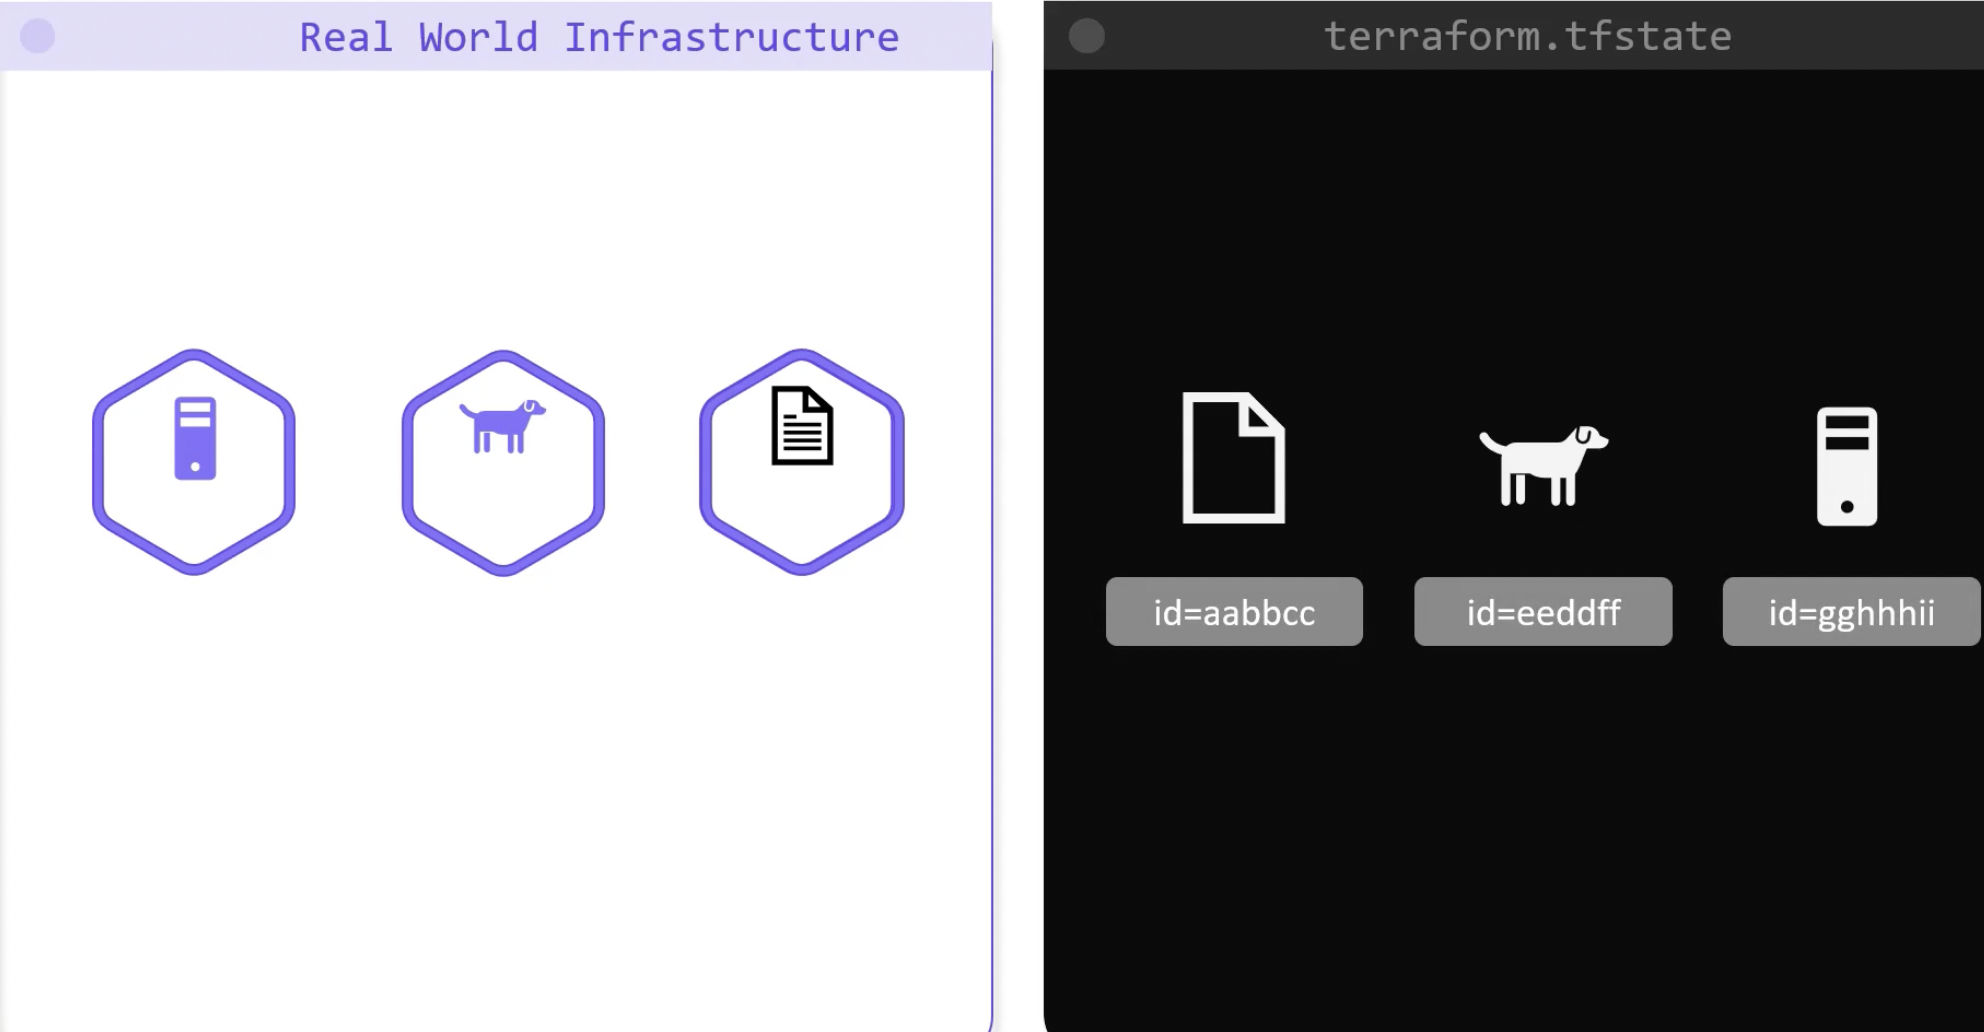 Real World Infrastructure
terraform.tfstate
id=aabbcc
id=eeddff
id=gghhhii